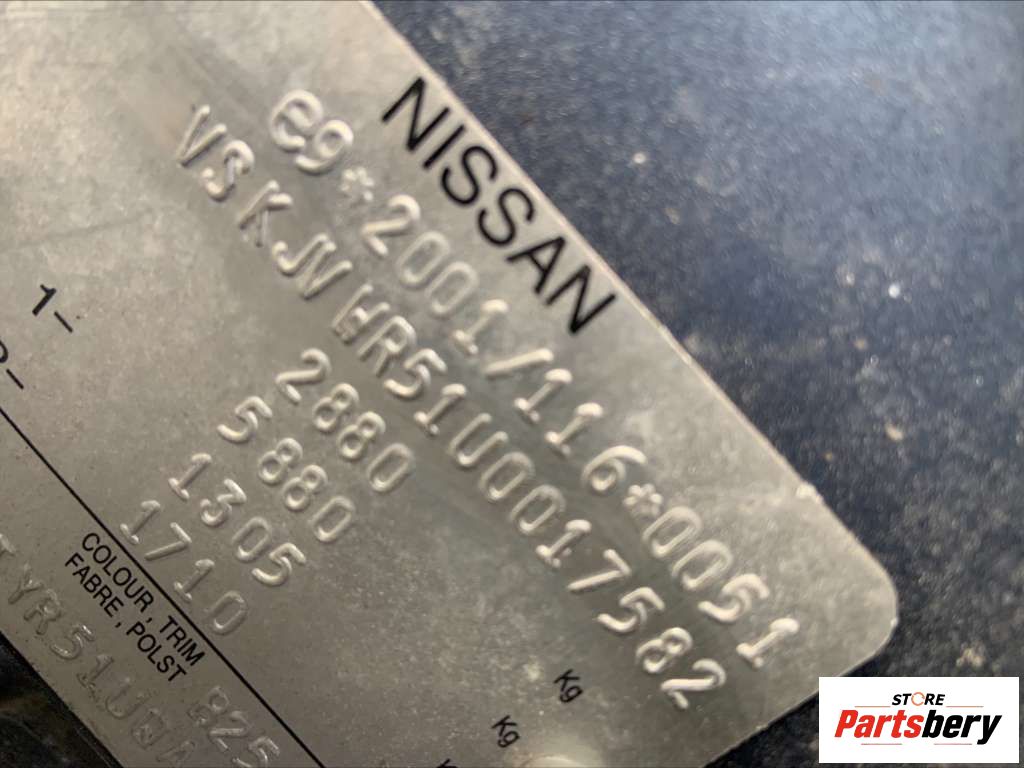 NISSAN
e9*2001/116*0051
VSKJVWR51U0017582
2880
5880
1305
1710
1-
COLOUR, TRIM
FABRE, POLST
YR51UUNA
Kg
Kg
STORE
Partsbery